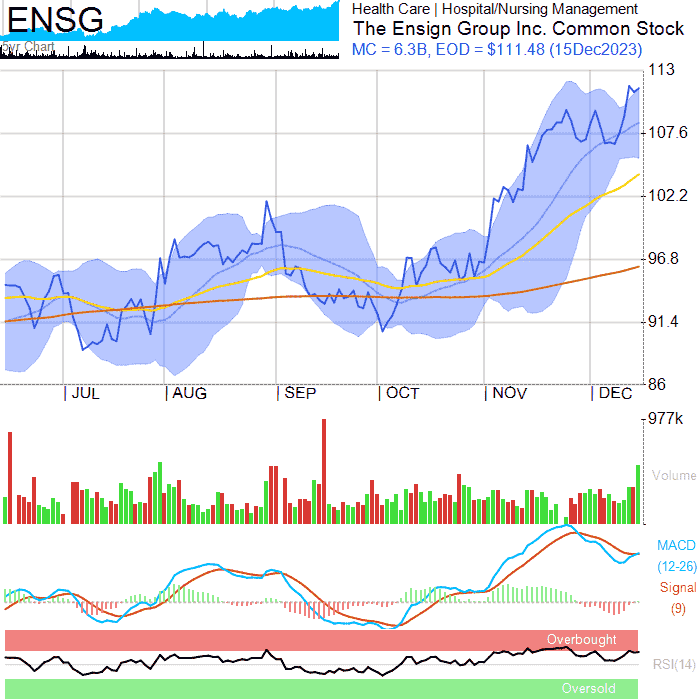 ENSG
Health Care | Hospital/Nursing Management
The Ensign Group Inc. Common Stock
MC = 6.3B, EOD = $111.48 (15Dec2023)
5yr Chart
113
107.6
102.2
96.8
91.4
86
| JUL | AUG | SEP | OCT | NOV | DEC
977k
Volume
MACD
(12-26)
Signal
(9)
Overbought
RSI(14)
Oversold